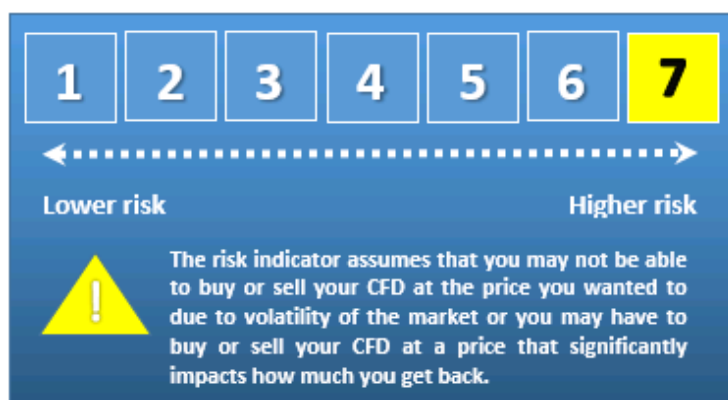 1 2 3 4 5 6 7
Lower risk Higher risk
!
The risk indicator assumes that you may not be able
to buy or sell your CFD at the price you wanted to
due to volatility of the market or you may have to
buy or sell your CFD at a price that significantly
impacts how much you get back.